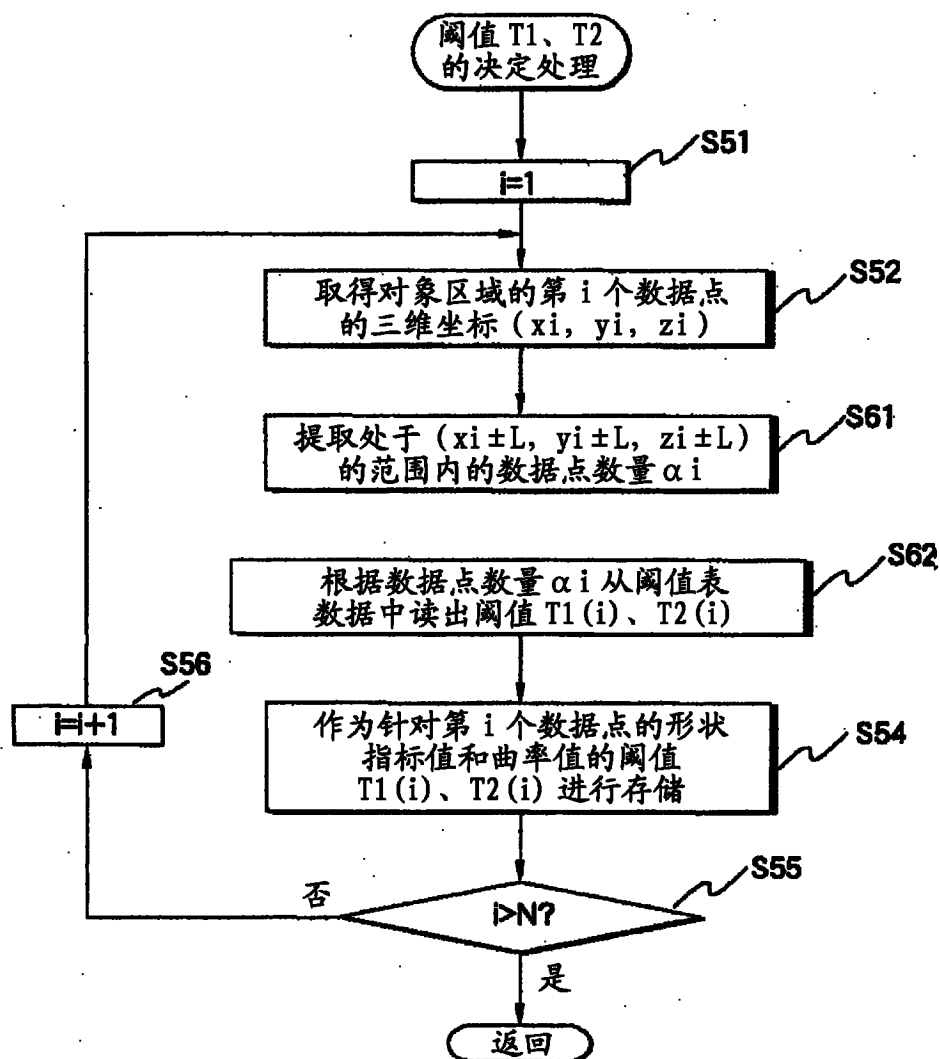 阈值 T1、T2
的决定处理
S51
i=1
S52
取得对象区域的第 i 个数据点
的三维坐标 (xi, yi, zi)
S61
提取处于 (xi±L, yi±L, zi±L)
的范围内的数据点数量 αi
S62
根据数据点数量 αi 从阈值表
数据中读出阈值 T1(i)、T2(i)
S56
i=i+1
S54
作为针对第 i 个数据点的形状
指标值和曲率值的阈值
T1(i)、T2(i) 进行存储
S55
否
i>N?
是
返回